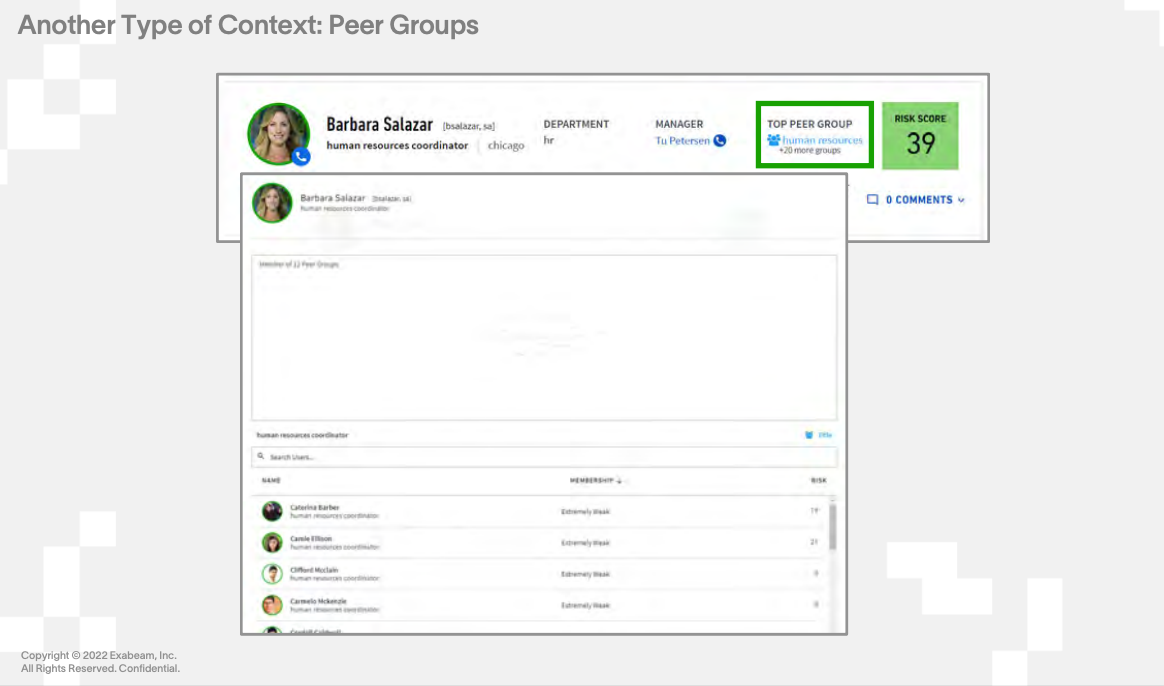 Another Type of Context: Peer Groups
Barbara Salazar [bsalazar, sa]
human resources coordinator chicago
DEPARTMENT
hr
MANAGER
Tu Petersen
TOP PEER GROUP
human resources
+20 more groups
RISK SCORE
39
0 COMMENTS
Barbara Salazar [bsalazar, sa]
human resources coordinator
Member of 22 Peer Groups
human resources coordinator title
Search Users...
NAME MEMBERSHIP RISK
Caterina Barber
human resources coordinator
Extremely Weak 19
Carole Ellison
human resources coordinator
Extremely Weak 21
Clifford Mcclain
human resources coordinator
Extremely Weak 0
Carmelo Mckenzie
human resources coordinator
Extremely Weak 0
Copyright © 2022 Exabeam, Inc.
All Rights Reserved. Confidential.